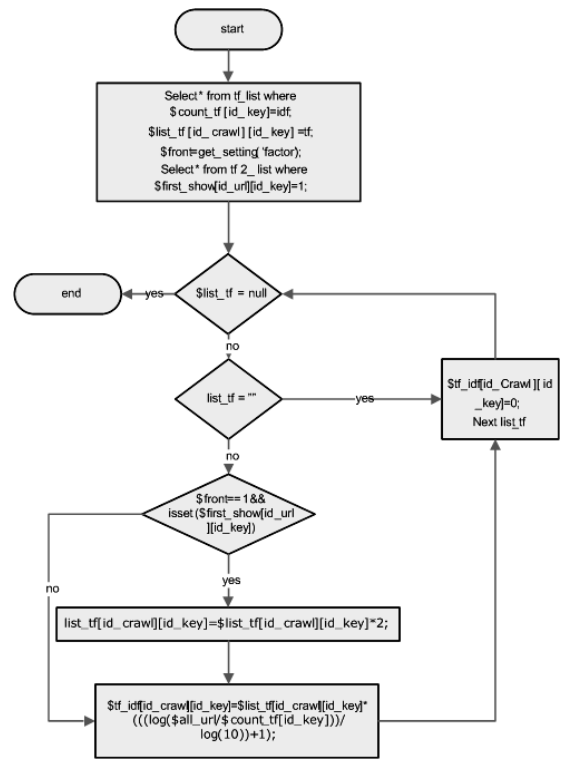 start
Select* from tf_list where
$count_tf[id_key]=idf;
$list_tf[id_crawl][id_key]=tf;
$front=get_setting('factor');
Select* from tf2_list where
$first_show[id_url][id_key]=1;
end
yes
$list_tf = null
no
list_tf = ""
yes
$tf_idf[id_Crawl][id
_key]=0;
Next list_tf
no
$front==1&&
isset($first_show[id_url
][id_key])
no
yes
list_tf[id_crawl][id_key]=$list_tf[id_crawl][id_key]*2;
$tf_idf[id_crawl][id_key]=$list_tf[id_crawl][id_key]*
(((log($all_url/$count_tf[id_key]))/
log(10))+1);